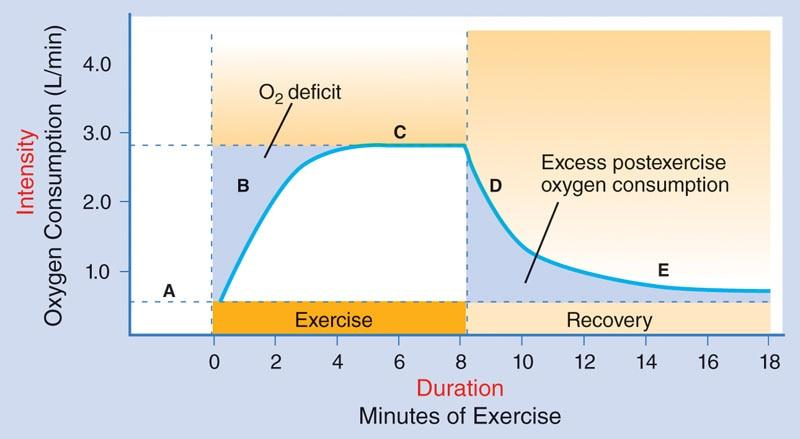 Intensity
Oxygen Consumption (L/min)
4.0
3.0
2.0
1.0
O2 deficit
A
B
C
D
E
Excess postexercise
oxygen consumption
Exercise
Recovery
0 2 4 6 8 10 12 14 16 18
Duration
Minutes of Exercise